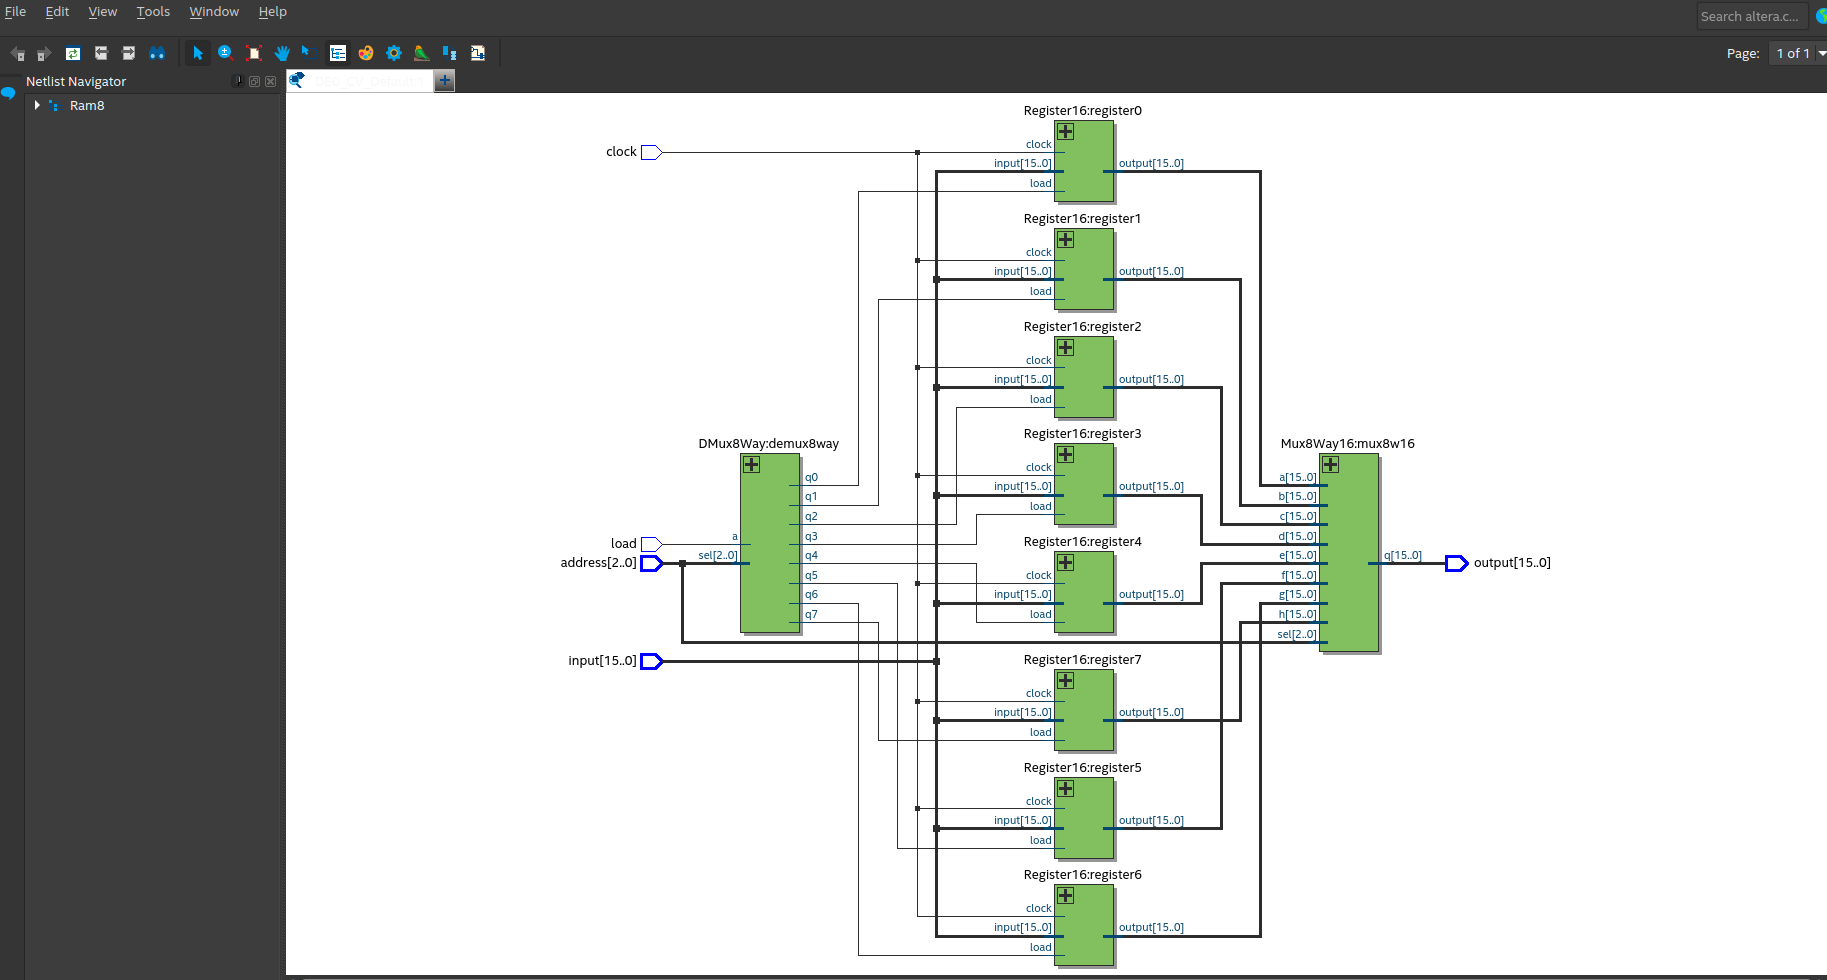 File Edit View Tools Window Help
Search altera.c...
Page: 1 of 1
Netlist Navigator
Ram8
Register16:register0
clock
clock
input[15..0]
output[15..0]
load
Register16:register1
clock
input[15..0]
output[15..0]
load
Register16:register2
clock
input[15..0]
output[15..0]
load
Register16:register3
clock
input[15..0]
output[15..0]
load
Register16:register4
clock
input[15..0]
output[15..0]
load
Register16:register7
clock
input[15..0]
output[15..0]
load
Register16:register5
clock
input[15..0]
output[15..0]
load
Register16:register6
clock
input[15..0]
output[15..0]
load
DMux8Way:demux8way
q0
q1
q2
q3
q4
q5
q6
q7
a
sel[2..0]
load
address[2..0]
input[15..0]
Mux8Way16:mux8w16
a[15..0]
b[15..0]
c[15..0]
d[15..0]
e[15..0]
f[15..0]
g[15..0]
h[15..0]
sel[2..0]
q[15..0]
output[15..0]